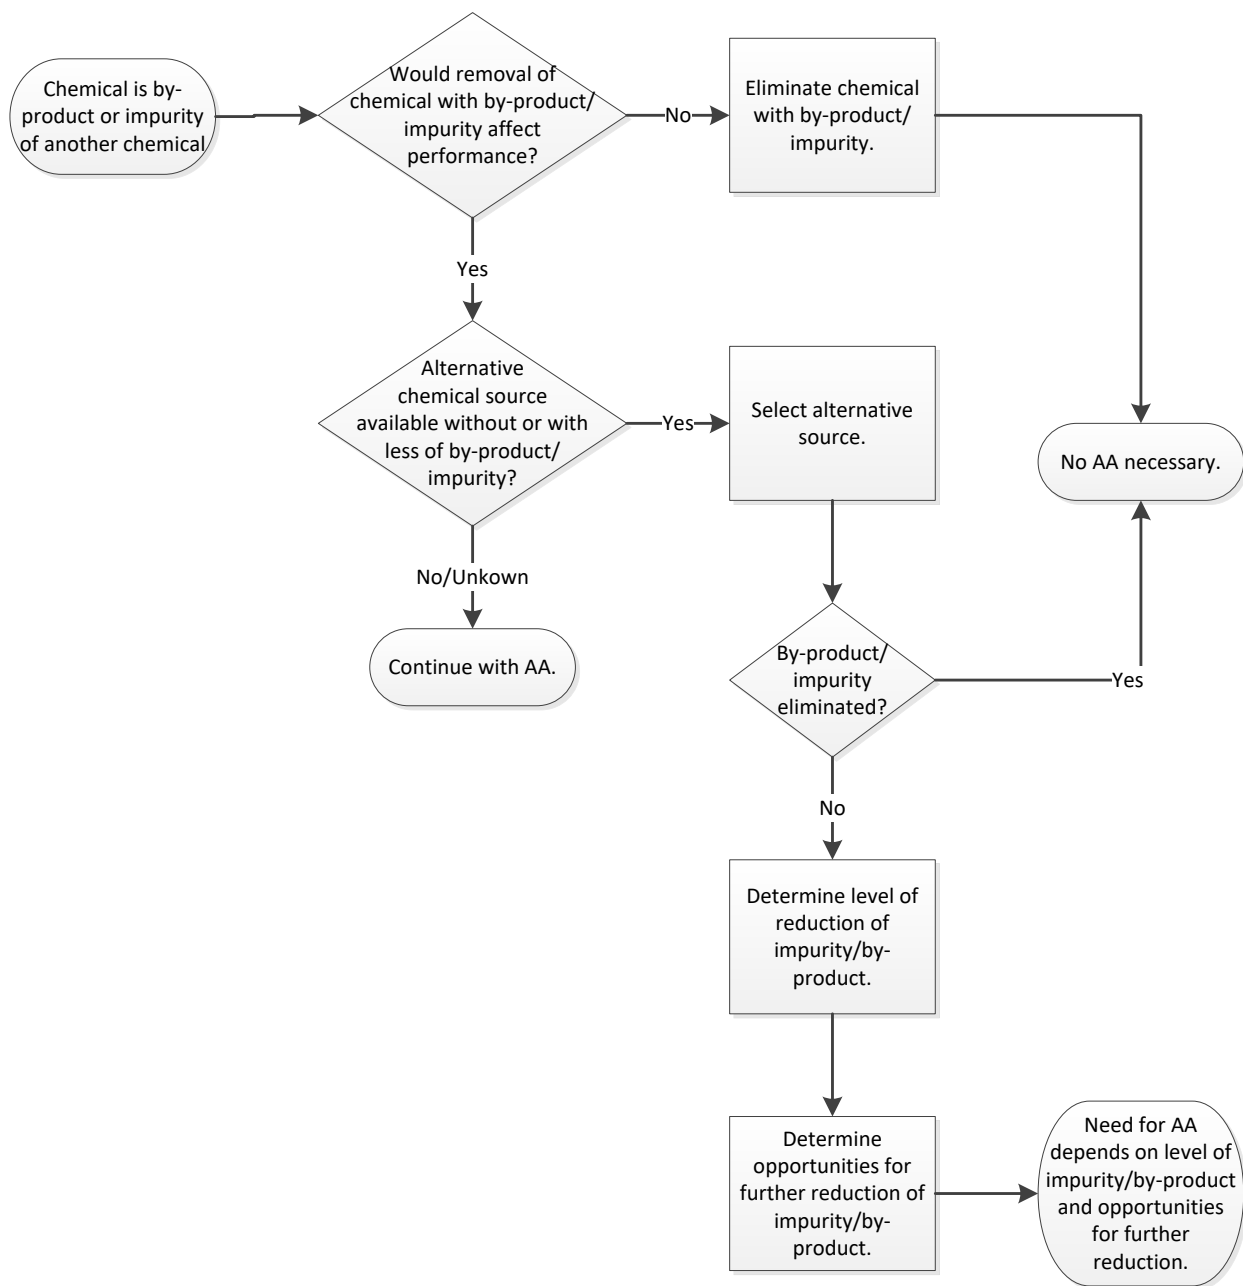 Chemical is by-
product or impurity
of another chemical
Would removal of
chemical with by-product/
impurity affect
performance?
No
Eliminate chemical
with by-product/
impurity.
Yes
Alternative
chemical source
available without or with
less of by-product/
impurity?
Yes
Select alternative
source.
No AA necessary.
No/Unkown
Continue with AA.
By-product/
impurity
eliminated?
Yes
No
Determine level of
reduction of
impurity/by-
product.
Determine
opportunities for
further reduction of
impurity/by-
product.
Need for AA
depends on level of
impurity/by-product
and opportunities
for further
reduction.